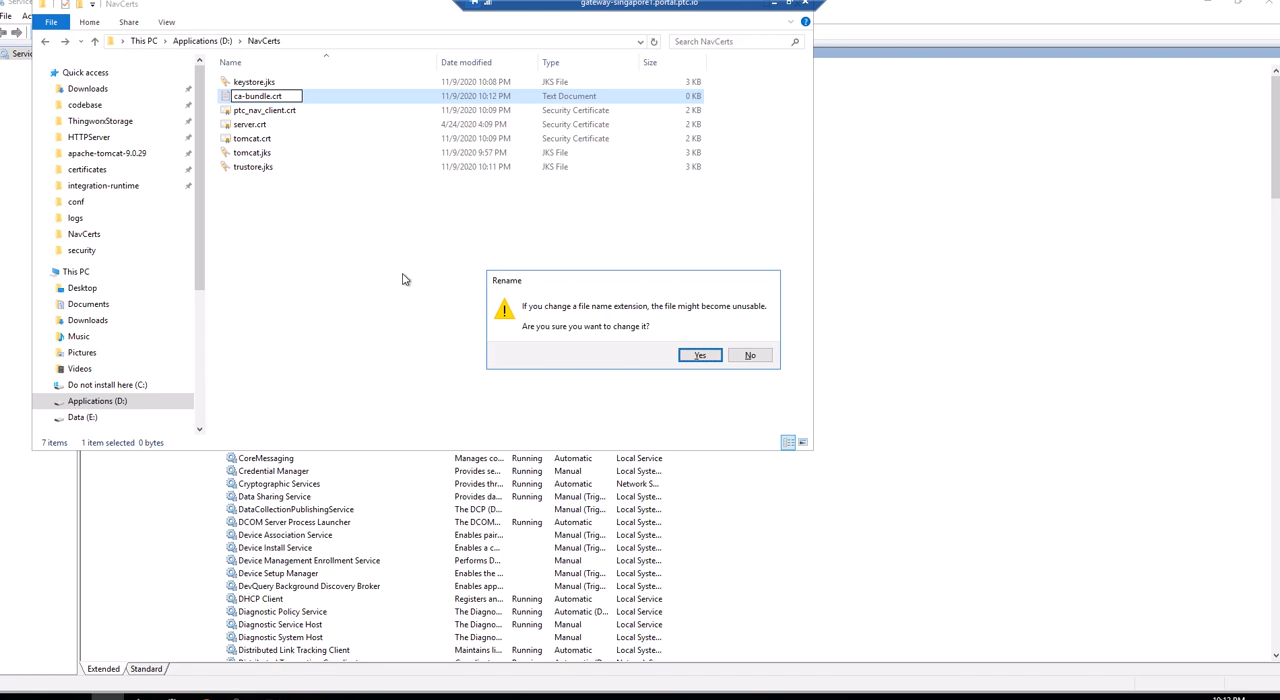 Service
NavCerts
gateway-singapore1.portal.ptc.io
File Home Share View
File
This PC > Applications (D:) > NavCerts
Search NavCerts
Name Date modified Type Size
Quick access
Downloads
codebase
ThingworxStorage
HTTPServer
apache-tomcat-9.0.29
certificates
integration-runtime
conf
logs
NavCerts
security
This PC
Desktop
Documents
Downloads
Music
Pictures
Videos
Do not install here (C:)
Applications (D:)
Data (E:)
keystore.jks 11/9/2020 10:08 PM JKS File 3 KB
ca-bundle.crt 11/9/2020 10:12 PM Text Document 0 KB
ptc_nav_client.crt 11/9/2020 10:09 PM Security Certificate 2 KB
server.crt 4/24/2020 4:09 PM Security Certificate 2 KB
tomcat.crt 11/9/2020 10:09 PM Security Certificate 2 KB
tomcat.jks 11/9/2020 9:57 PM JKS File 3 KB
trustore.jks 11/9/2020 10:11 PM JKS File 3 KB
Rename
If you change a file name extension, the file might become unusable.
Are you sure you want to change it?
Yes No
7 items 1 item selected 0 bytes
CoreMessaging Manages co... Running Automatic Local Service
Credential Manager Provides se... Running Manual Local Syste...
Cryptographic Services Provides thr... Running Automatic Network S...
Data Sharing Service Provides da... Running Manual (Trig... Local Syste...
DataCollectionPublishingService The DCP (D... Manual (Trig... Local Syste...
DCOM Server Process Launcher The DCOM... Running Automatic Local Syste...
Device Association Service Enables pair... Manual (Trig... Local Syste...
Device Install Service Enables a c... Manual (Trig... Local Syste...
Device Management Enrollment Service Performs D... Manual Local Syste...
Device Setup Manager Enables the ... Manual (Trig... Local Syste...
DevQuery Background Discovery Broker Enables app... Manual (Trig... Local Syste...
DHCP Client Registers an... Running Automatic Local Service
Diagnostic Policy Service The Diagno... Running Automatic (D... Local Service
Diagnostic Service Host The Diagno... Running Manual Local Service
Diagnostic System Host The Diagno... Running Manual Local Syste...
Distributed Link Tracking Client Maintains li... Running Automatic Local Syste...
Extended Standard